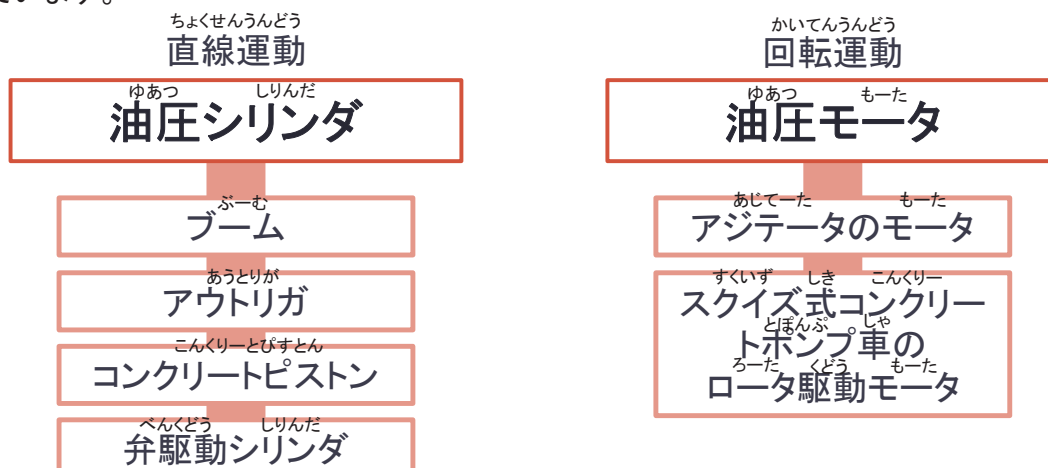 ています。
ちょくせんうんどう
直線運動
ゆあつ しりんだ
油圧シリンダ
ぶーむ
ブーム
あうとりが
アウトリガ
こんくりーとぴすとん
コンクリートピストン
べんくどう しりんだ
弁駆動シリンダ
かいてんうんどう
回転運動
ゆあつ もーた
油圧モータ
あじてーた もーた
アジテータのモータ
すくいず しき こんくりー
スクイズ式コンクリー
とぽんぷ しゃ
トポンプ車の
ろーた くどう もーた
ロータ駆動モータ